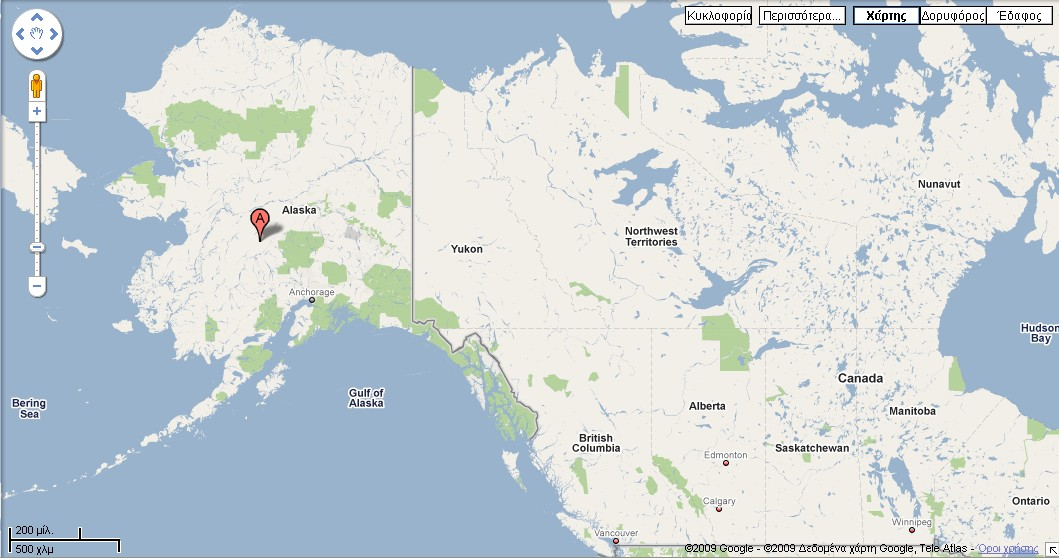 Κυκλοφορία
Περισσότερα...
Χάρτης
Δορυφόρος
Έδαφος
Nunavut
A
Alaska
Northwest
Territories
Yukon
Anchorage
Hudson
Bay
Canada
Gulf of
Alaska
Bering
Sea
Alberta
Manitoba
British
Columbia
Saskatchewan
Edmonton
Calgary
Ontario
Winpeg
Vancouver
200 μίλ.
500 χλμ
©2009 Google - ©2009 Δεδομένα χάρτη Google, Tele Atlas - Όροι χρήσης